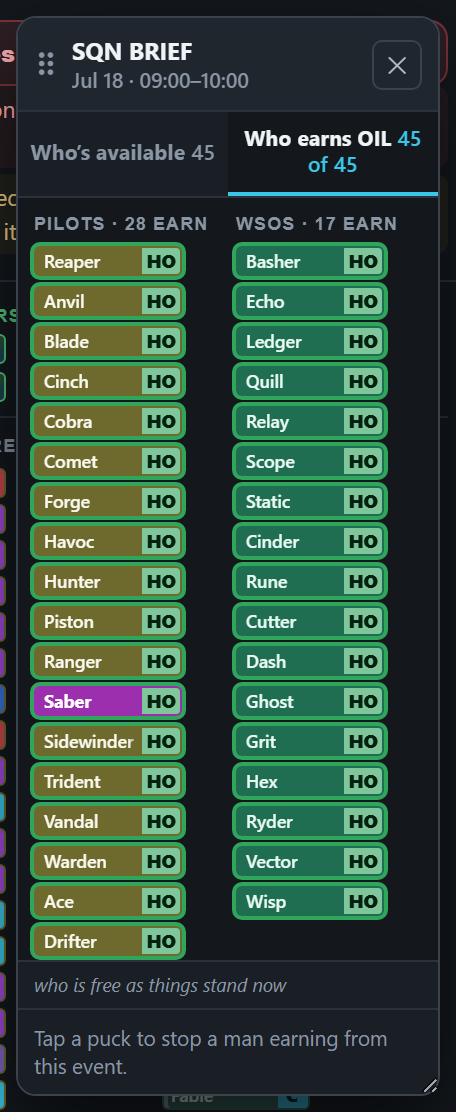 SQN BRIEF
Jul 18 · 09:00–10:00
Who's available 45
Who earns OIL 45
of 45
PILOTS · 28 EARN
Reaper HO
Anvil HO
Blade HO
Cinch HO
Cobra HO
Comet HO
Forge HO
Havoc HO
Hunter HO
Piston HO
Ranger HO
Saber HO
Sidewinder HO
Trident HO
Vandal HO
Warden HO
Ace HO
Drifter HO
WSOS · 17 EARN
Basher HO
Echo HO
Ledger HO
Quill HO
Relay HO
Scope HO
Static HO
Cinder HO
Rune HO
Cutter HO
Dash HO
Ghost HO
Grit HO
Hex HO
Ryder HO
Vector HO
Wisp HO
who is free as things stand now
Tap a puck to stop a man earning from
this event.
Fable C